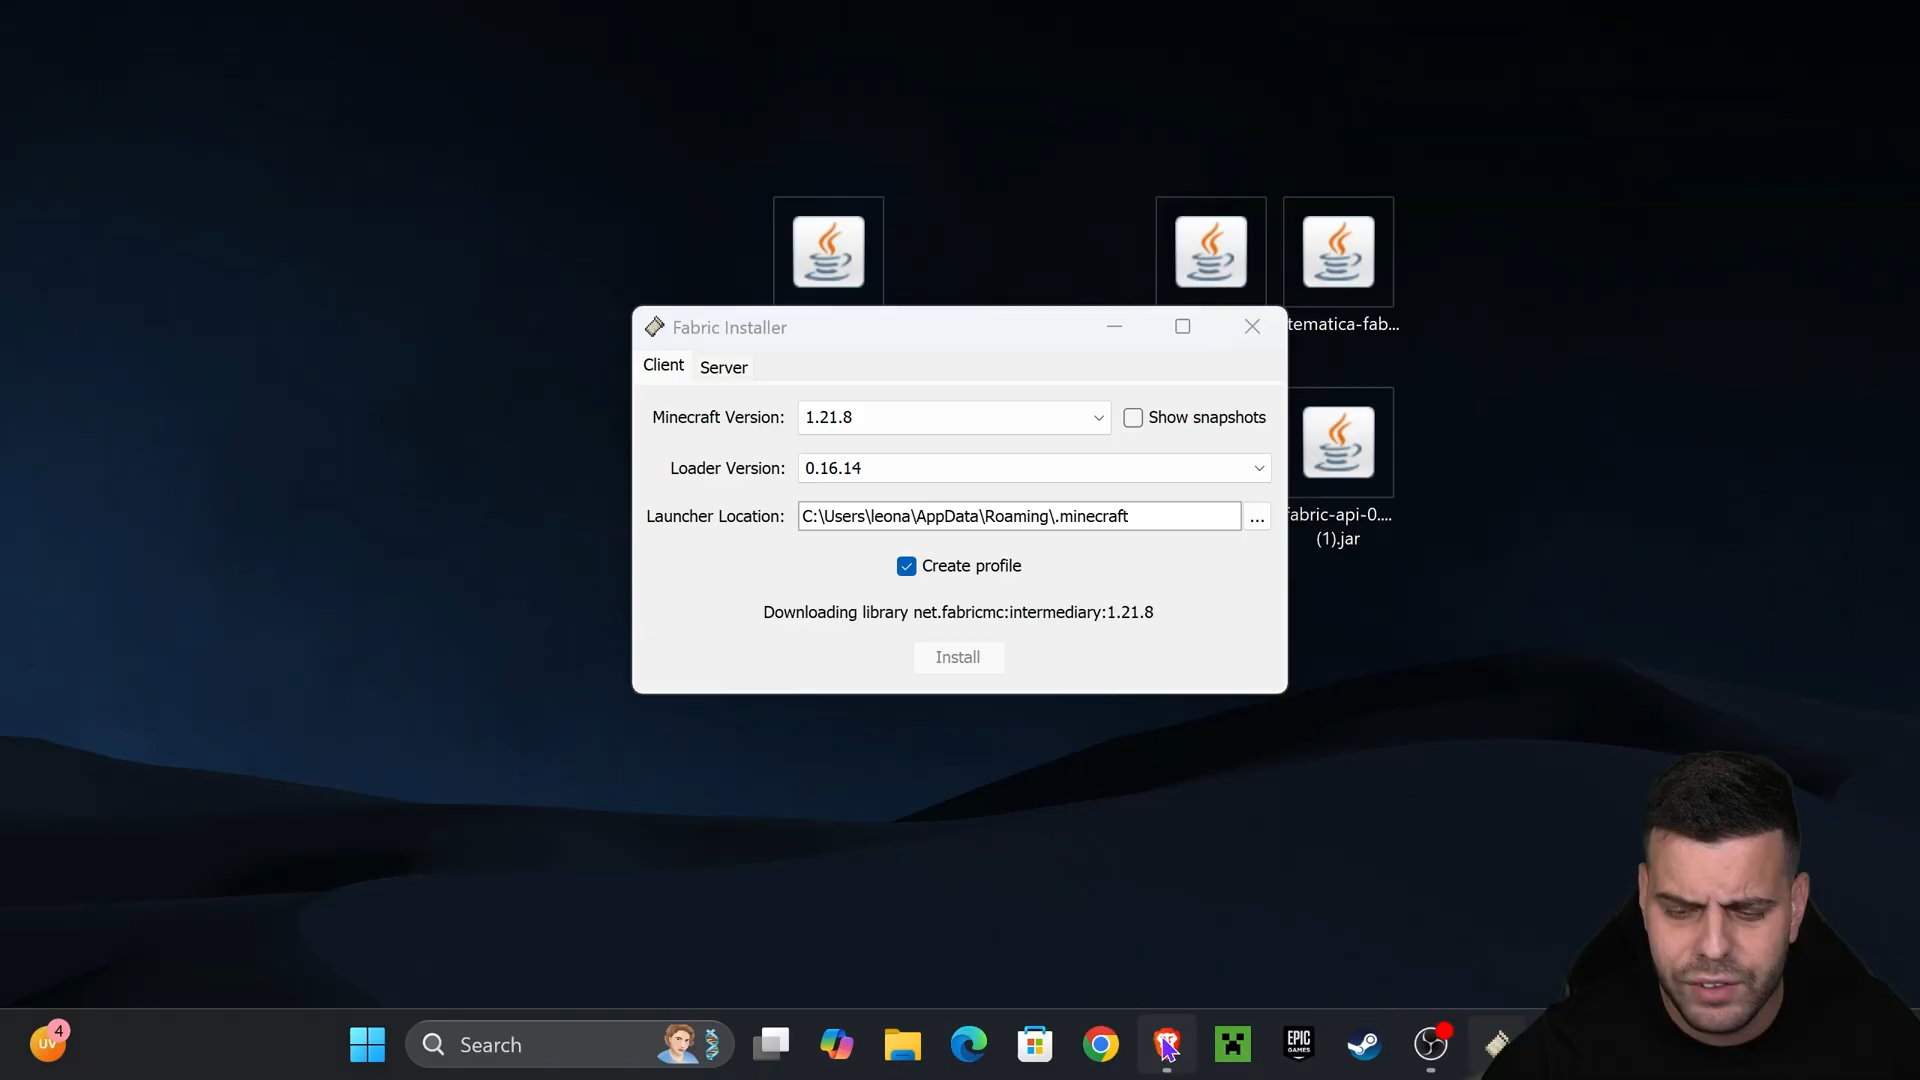 tematica-fab...
Fabric Installer
Client
Server
Minecraft Version:
1.21.8
Show snapshots
Loader Version:
0.16.14
Launcher Location:
C:\Users\leona\AppData\Roaming\.minecraft
...
fabric-api-0....
(1).jar
Create profile
Downloading library net.fabricmc:intermediary:1.21.8
Install
UV
4
Search
EPIC
GAMES